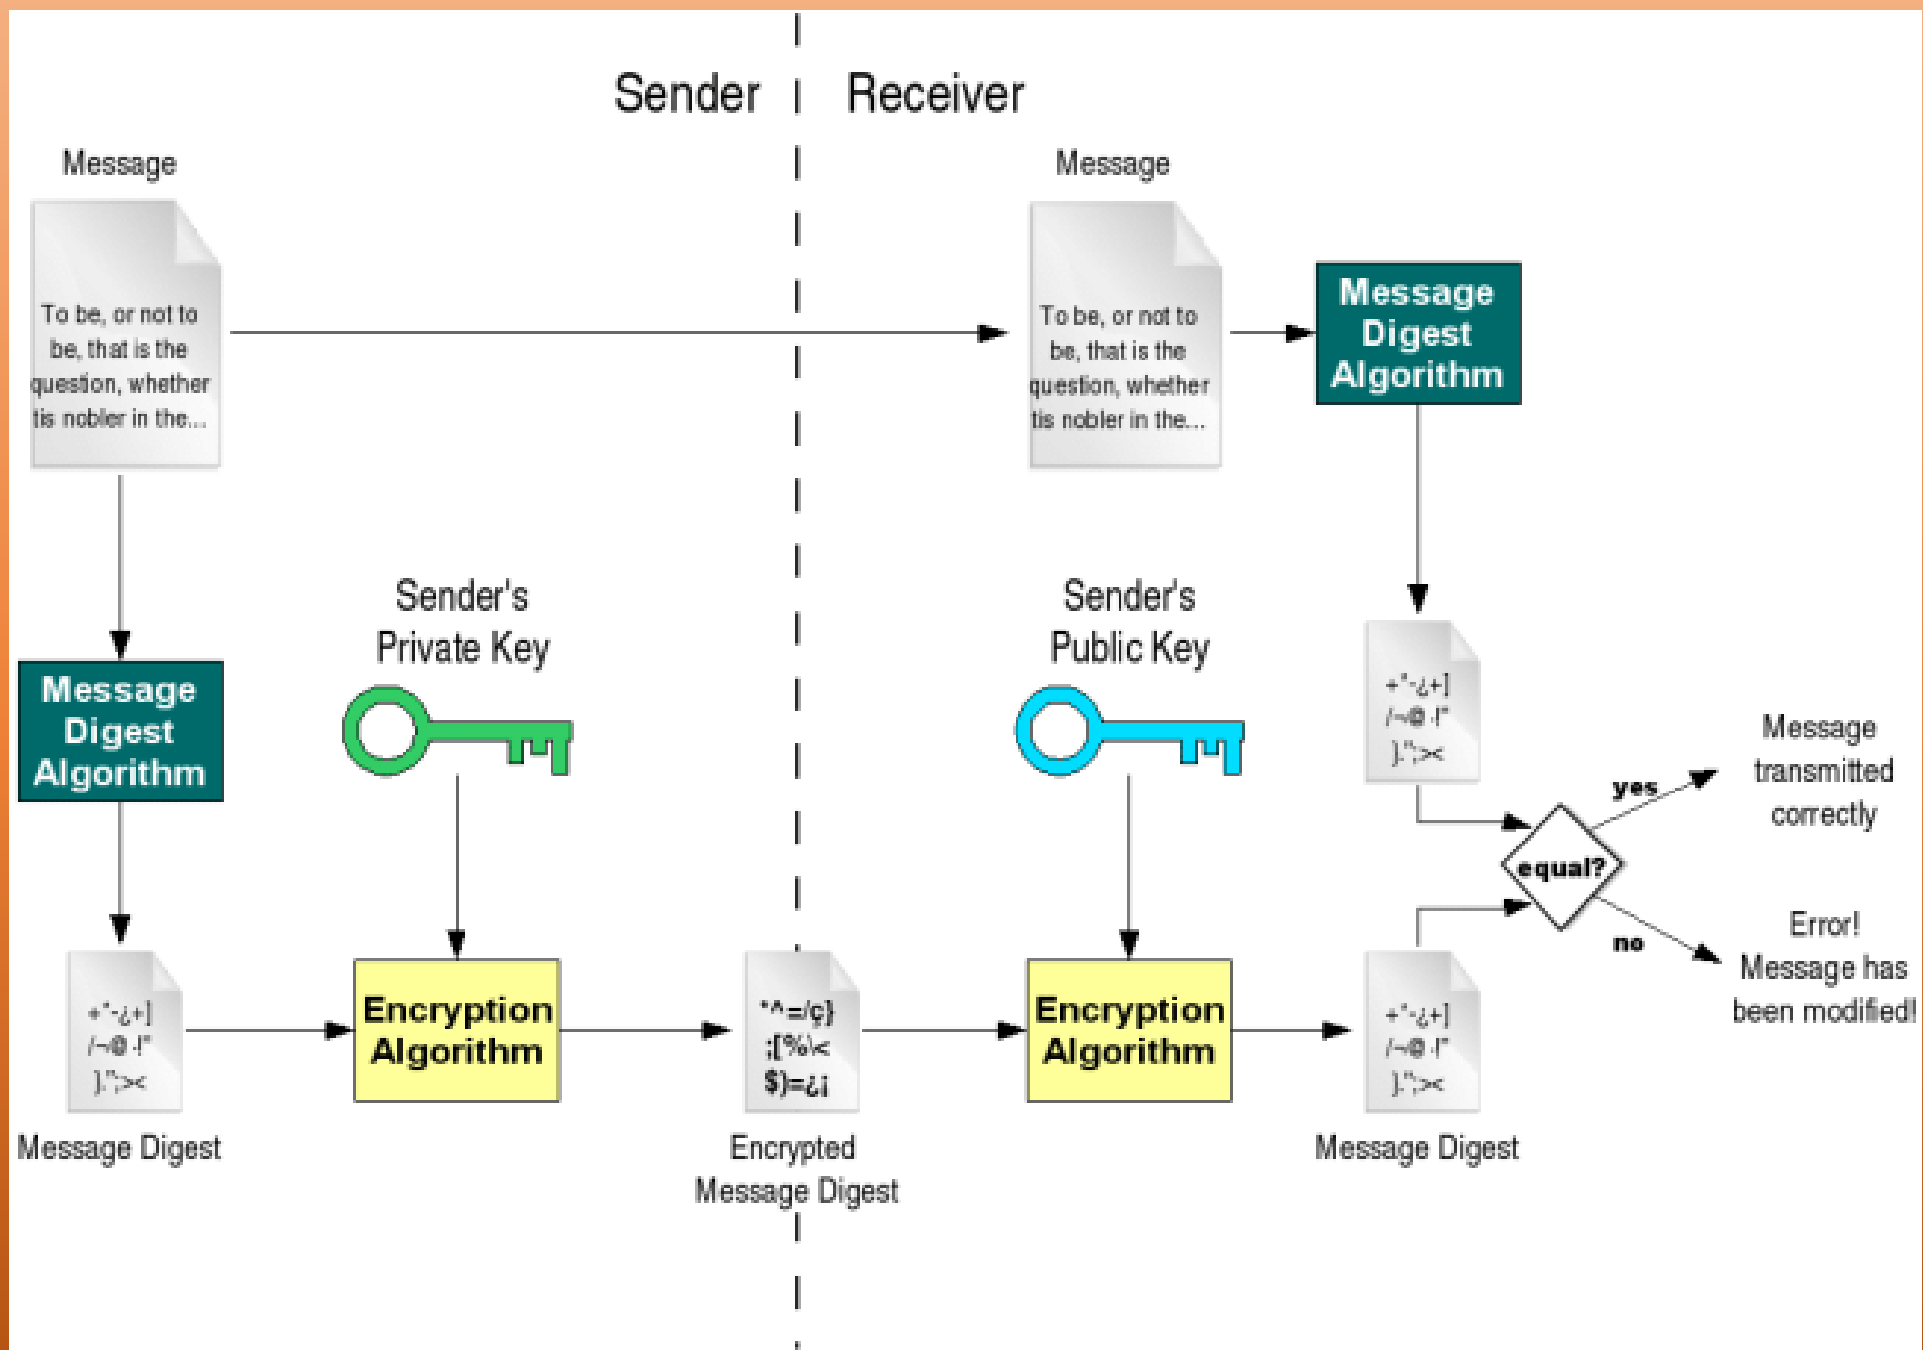 Sender
Receiver
Message
To be, or not to
be, that is the
question, whether
tis nobler in the...
Message
To be, or not to
be, that is the
question, whether
tis nobler in the...
Message
Digest
Algorithm
Sender's
Private Key
Sender's
Public Key
Message
Digest
Algorithm
Message
transmitted
correctly
yes
equal?
no
Error!
Message has
been modified!
Encryption
Algorithm
*^=/ç}
;[%\<
$)=¿¡
Encryption
Algorithm
Message Digest
Encrypted
Message Digest
Message Digest